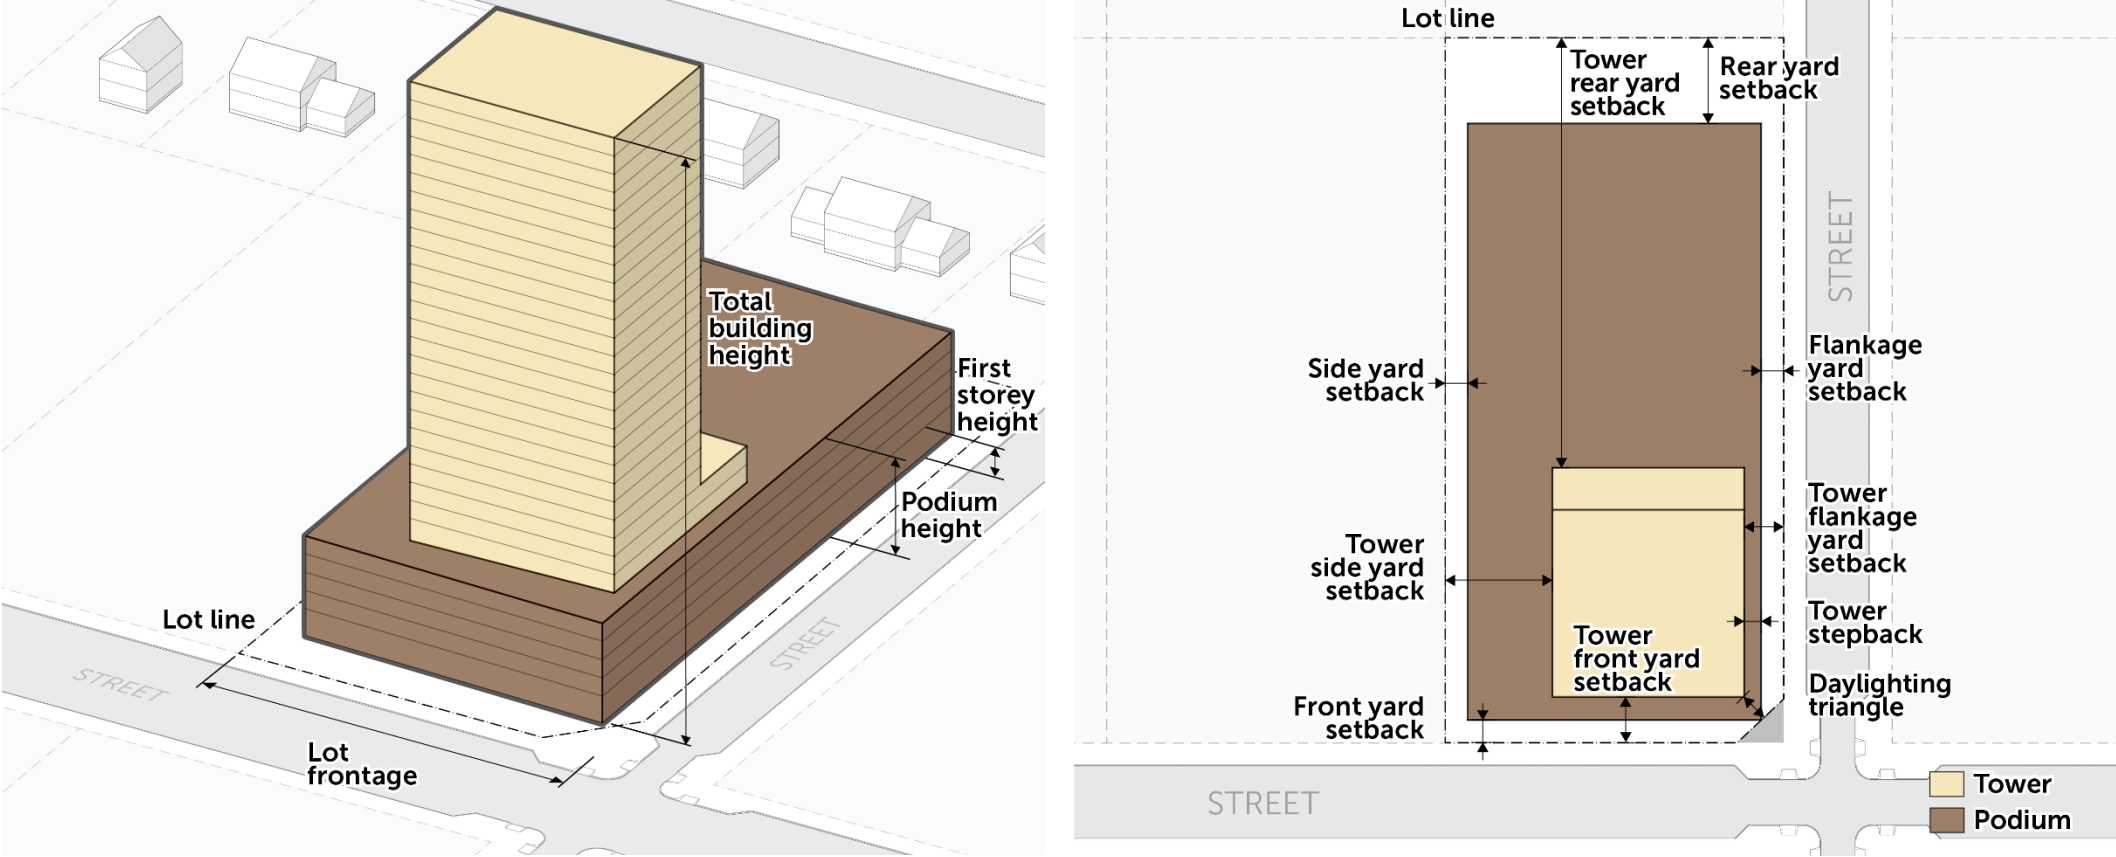 Total
building
height
First
storey
height
Podium
height
Lot line
STREET
STREET
Lot
frontage
Lot line
Tower
rear yard
setback
Rear yard
setback
STREET
Side yard
setback
Flankage
yard
setback
Tower
flankage
yard
setback
Tower
side yard
setback
Tower
stepback
Tower
front yard
setback
Daylighting
triangle
Front yard
setback
STREET
Tower
Podium